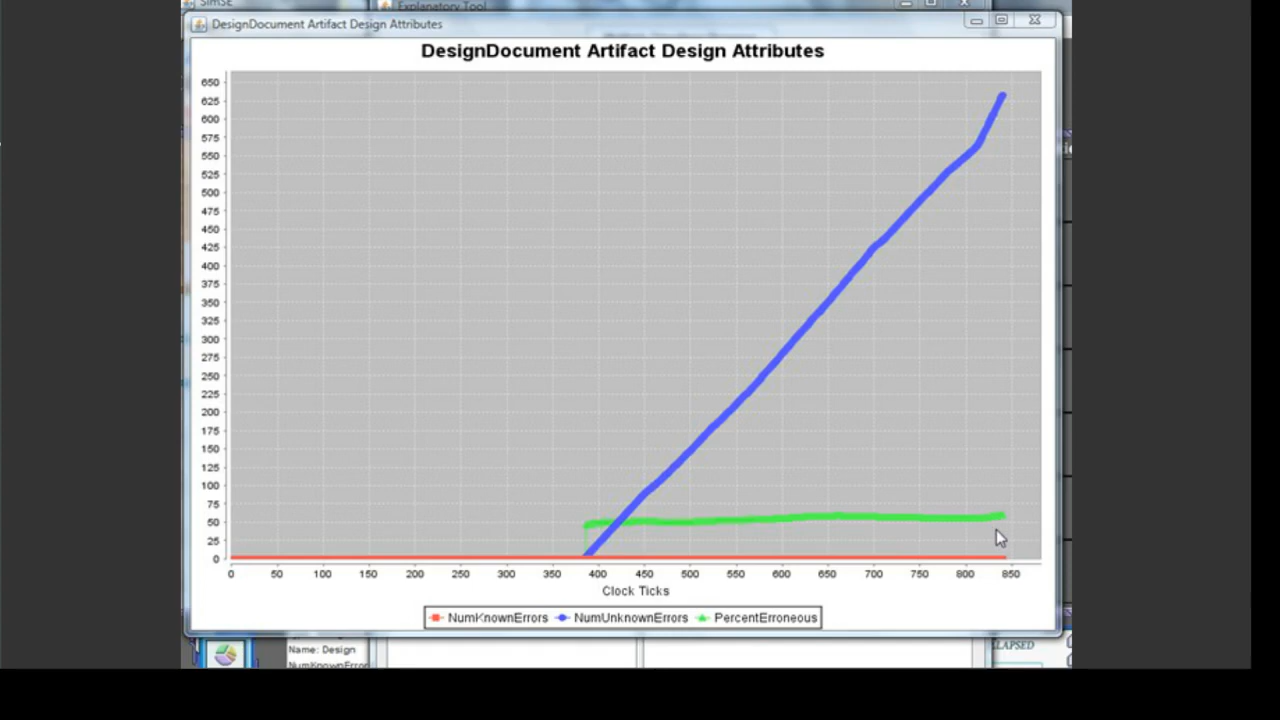 SimSE
Explanatory Tool
DesignDocument Artifact Design Attributes
DesignDocument Artifact Design Attributes
650
625
600
575
550
525
500
475
450
425
400
375
350
325
300
275
250
225
200
175
150
125
100
75
50
25
0
0 50 100 150 200 250 300 350 400 450 500 550 600 650 700 750 800 850
Clock Ticks
NumKnownErrors NumUnknownErrors PercentErroneous
Name: Design
NumKnownError
LAPSED